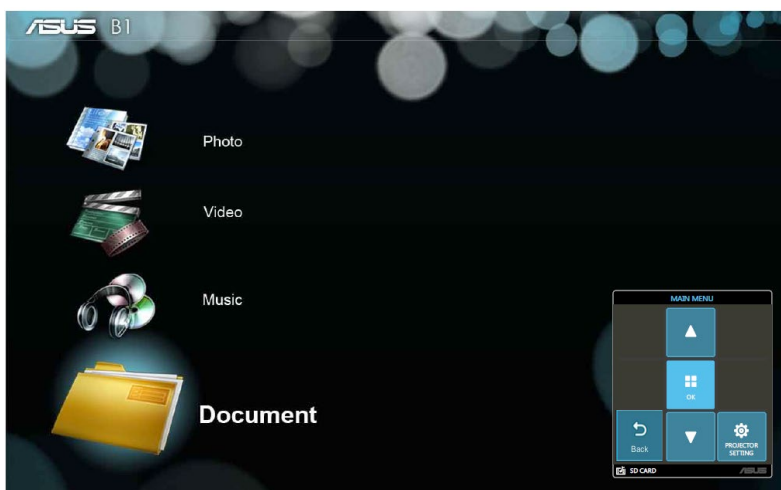 ASUS B1
Photo
Video
Music
Document
MAIN MENU
OK
Back
PROJECTOR
SETTING
SD CARD
ASUS